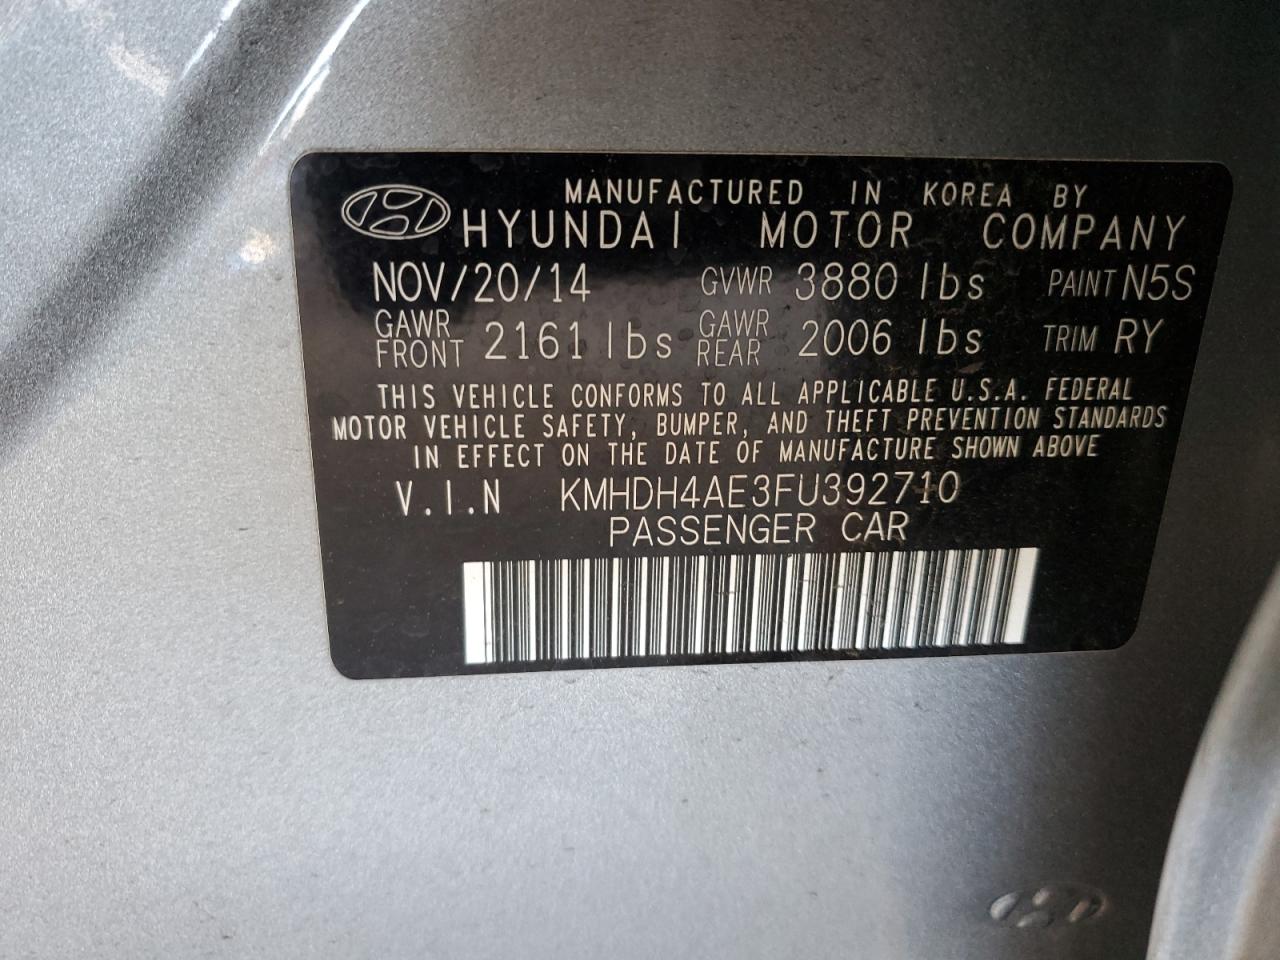 MANUFACTURED IN KOREA BY
HYUNDAI MOTOR COMPANY
NOV/20/14 GVWR 3880 lbs PAINT N5S
GAWR FRONT 2161 lbs GAWR REAR 2006 lbs TRIM RY
THIS VEHICLE CONFORMS TO ALL APPLICABLE U.S.A. FEDERAL
MOTOR VEHICLE SAFETY, BUMPER, AND THEFT PREVENTION STANDARDS
IN EFFECT ON THE DATE OF MANUFACTURE SHOWN ABOVE
V.I.N KMHDH4AE3FU392710
PASSENGER CAR